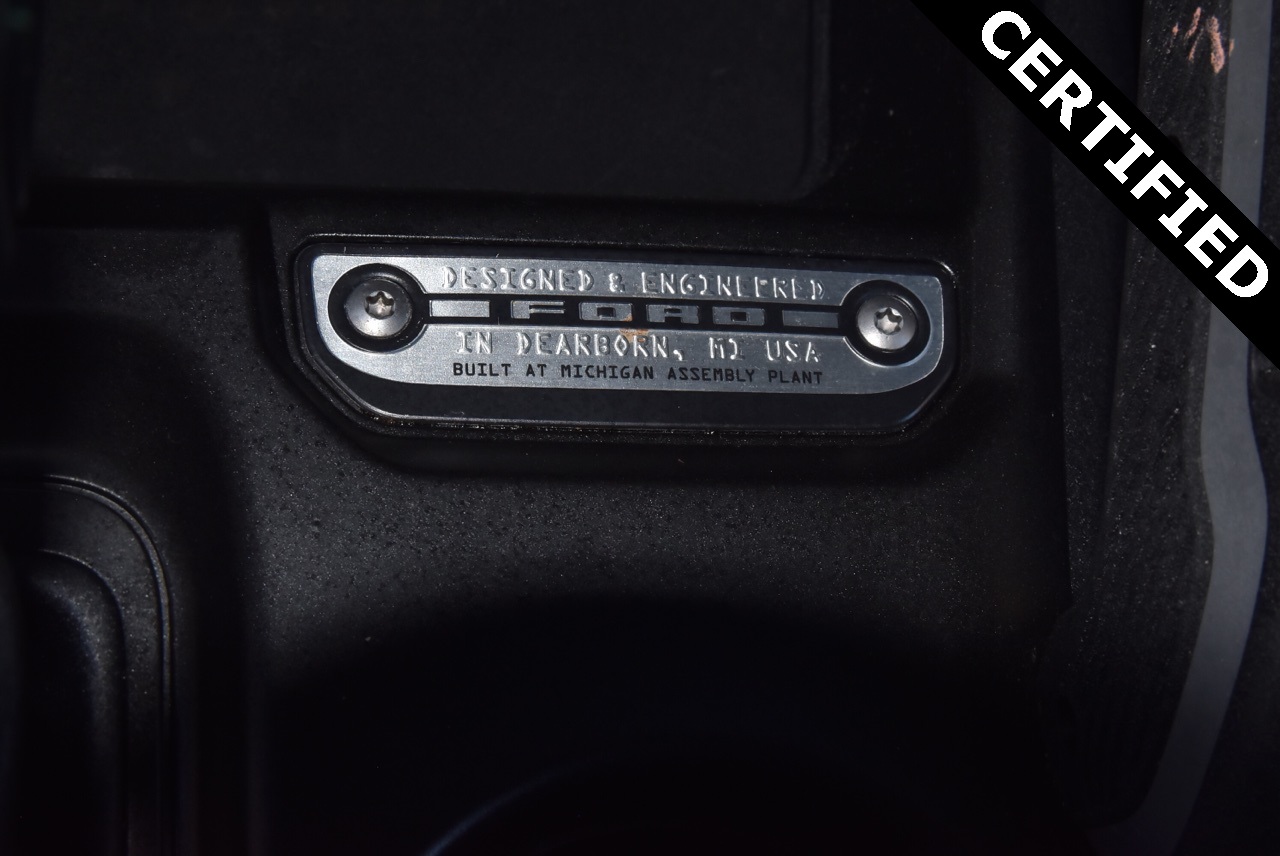 CERTIFIED
DESIGNED & ENGINEERED
FORD
IN DEARBORN, MI USA
BUILT AT MICHIGAN ASSEMBLY PLANT